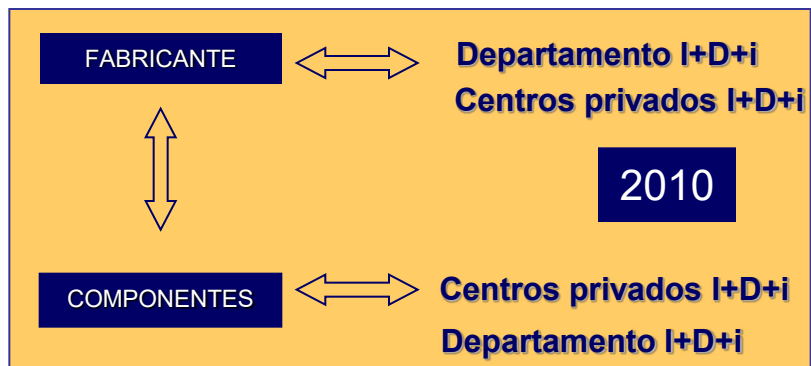 FABRICANTE
Departamento I+D+i
Centros privados I+D+i
2010
COMPONENTES
Centros privados I+D+i
Departamento I+D+i